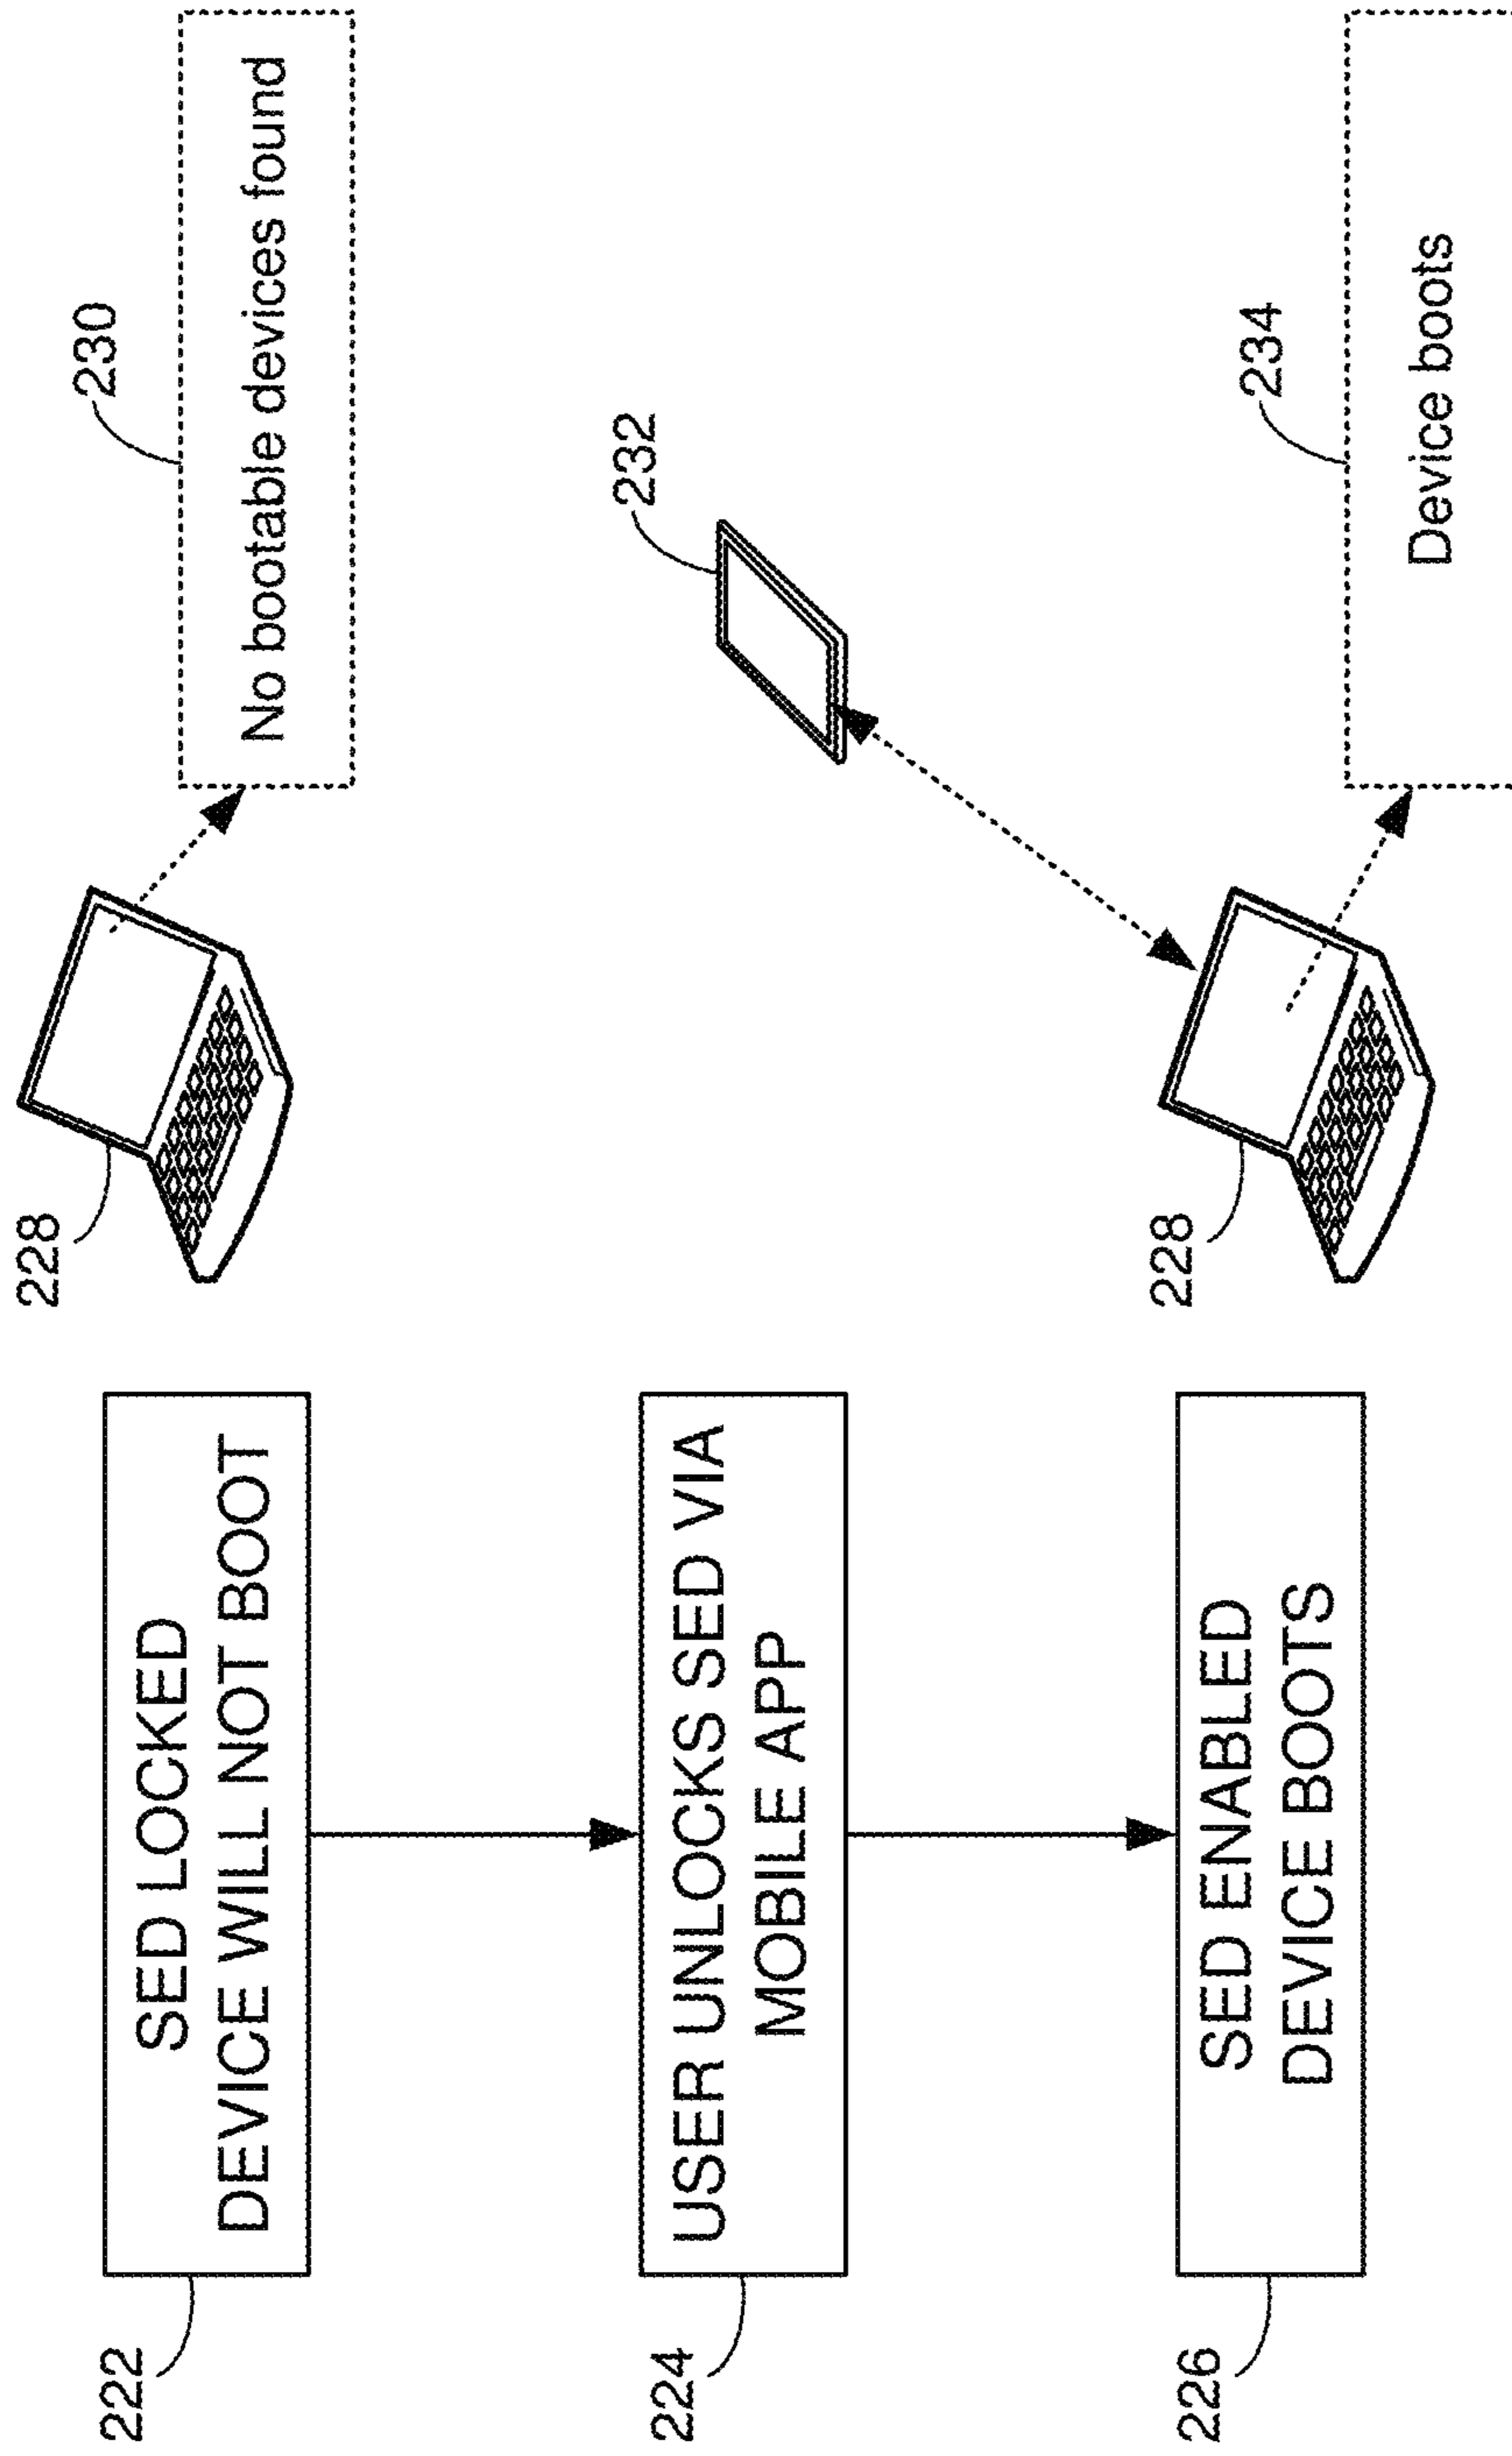 222
SED LOCKED
DEVICE WILL NOT BOOT
228
230
No bootable devices found
224
USER UNLOCKS SED VIA
MOBILE APP
232
226
SED ENABLED
DEVICE BOOTS
228
234
Device boots